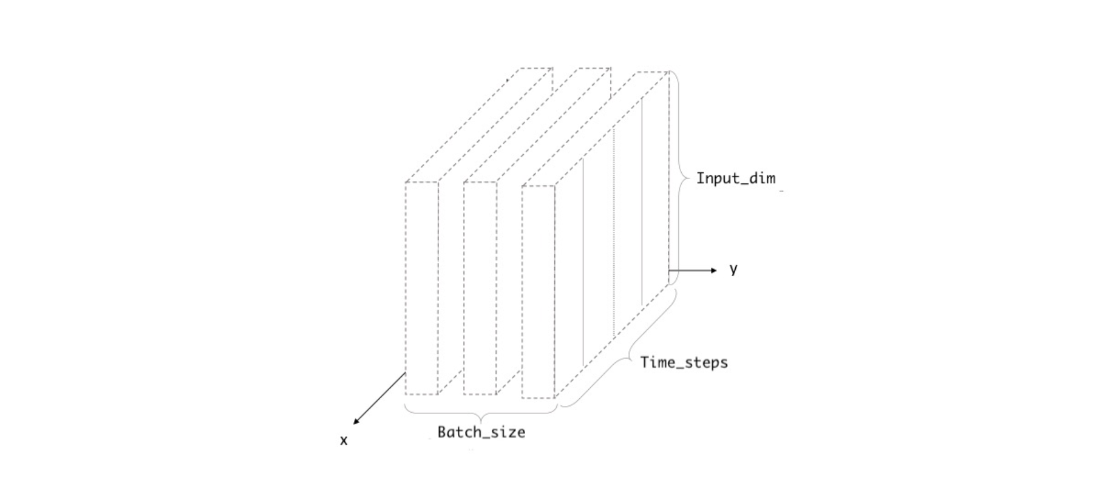 Input_dim
y
Time_steps
Batch_size
x